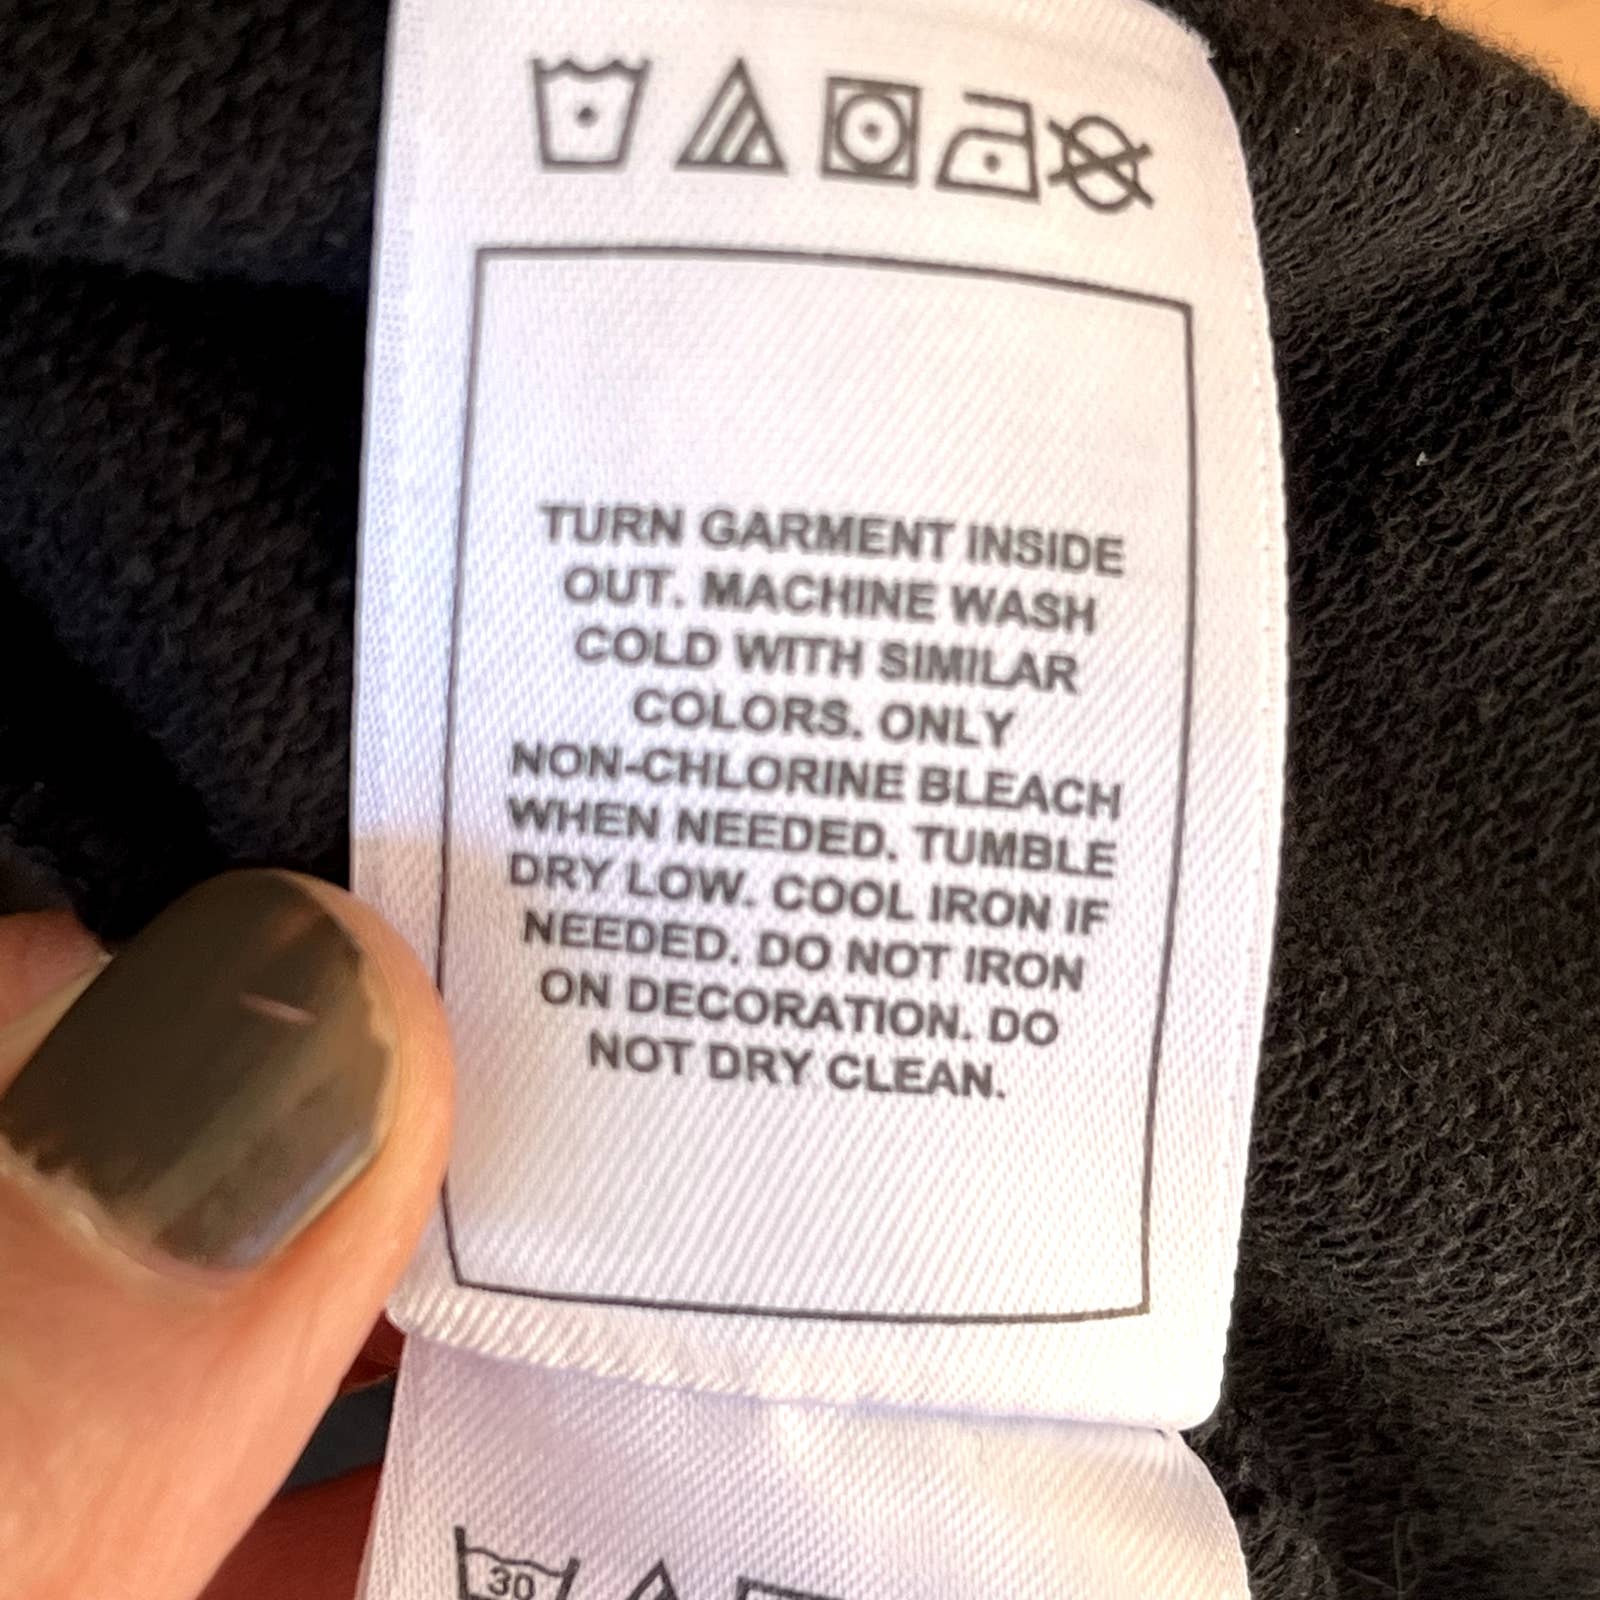 TURN GARMENT INSIDE
OUT. MACHINE WASH
COLD WITH SIMILAR
COLORS. ONLY
NON-CHLORINE BLEACH
WHEN NEEDED. TUMBLE
DRY LOW. COOL IRON IF
NEEDED. DO NOT IRON
ON DECORATION. DO
NOT DRY CLEAN.
30